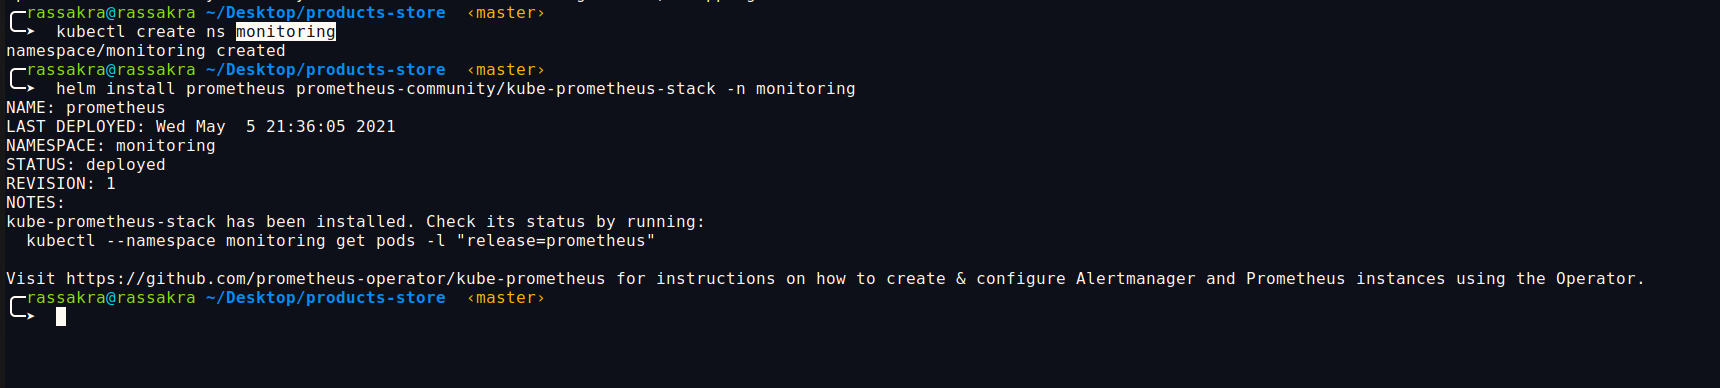 rassakra@rassakra ~/Desktop/products-store ‹master›
➤ kubectl create ns monitoring
namespace/monitoring created
rassakra@rassakra ~/Desktop/products-store ‹master›
➤ helm install prometheus prometheus-community/kube-prometheus-stack -n monitoring
NAME: prometheus
LAST DEPLOYED: Wed May  5 21:36:05 2021
NAMESPACE: monitoring
STATUS: deployed
REVISION: 1
NOTES:
kube-prometheus-stack has been installed. Check its status by running:
  kubectl --namespace monitoring get pods -l "release=prometheus"
Visit https://github.com/prometheus-operator/kube-prometheus for instructions on how to create & configure Alertmanager and Prometheus instances using the Operator.
rassakra@rassakra ~/Desktop/products-store ‹master›
➤